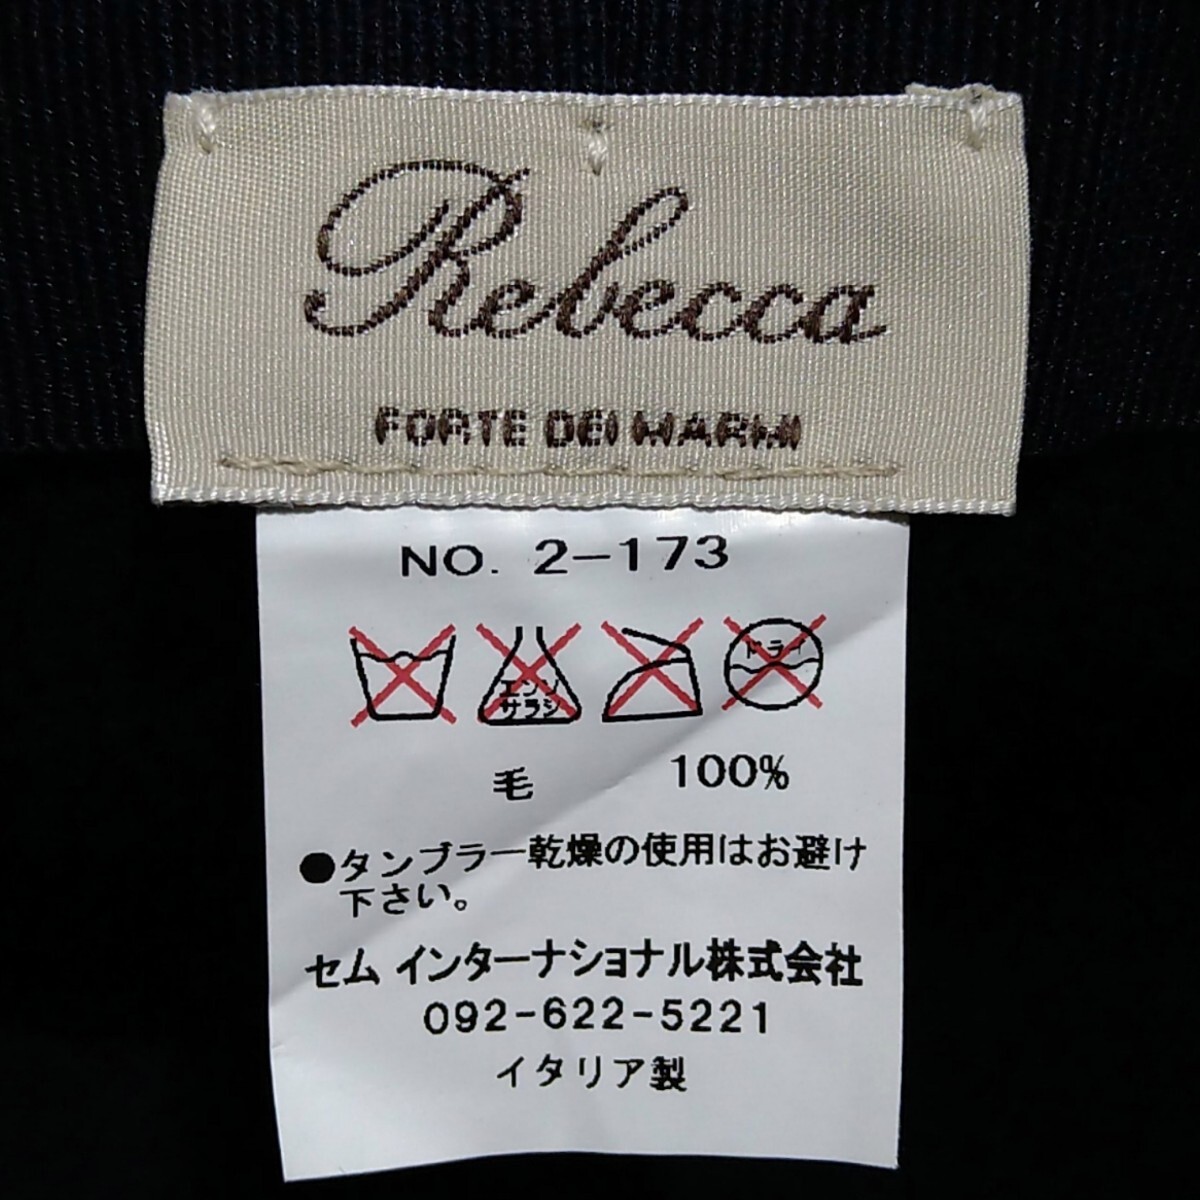 Rebecca
FORTE DEI MARMI
NO. 2-173
エンソ
サラシ
ドライ
毛 100%
●タンブラー乾燥の使用はお避け
下さい。
セム インターナショナル株式会社
092-622-5221
イタリア製